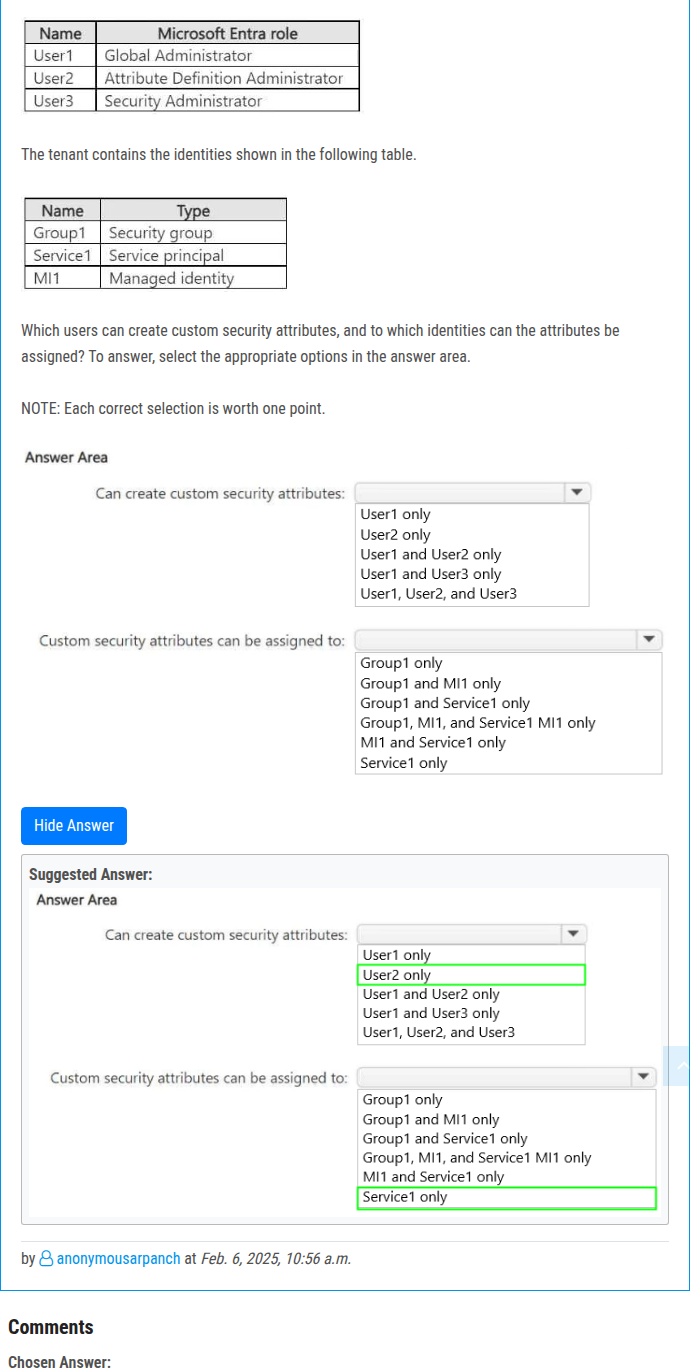 Name Microsoft Entra role
User1 Global Administrator
User2 Attribute Definition Administrator
User3 Security Administrator
The tenant contains the identities shown in the following table.
Name Type
Group1 Security group
Service1 Service principal
MI1 Managed identity
Which users can create custom security attributes, and to which identities can the attributes be
assigned? To answer, select the appropriate options in the answer area.
NOTE: Each correct selection is worth one point.
Answer Area
Can create custom security attributes:
User1 only
User2 only
User1 and User2 only
User1 and User3 only
User1, User2, and User3
Custom security attributes can be assigned to:
Group1 only
Group1 and MI1 only
Group1 and Service1 only
Group1, MI1, and Service1 MI1 only
MI1 and Service1 only
Service1 only
Hide Answer
Suggested Answer:
Answer Area
Can create custom security attributes:
User1 only
User2 only
User1 and User2 only
User1 and User3 only
User1, User2, and User3
Custom security attributes can be assigned to:
Group1 only
Group1 and MI1 only
Group1 and Service1 only
Group1, MI1, and Service1 MI1 only
MI1 and Service1 only
Service1 only
by anonymousarpanch at Feb. 6, 2025, 10:56 a.m.
Comments
Chosen Answer: